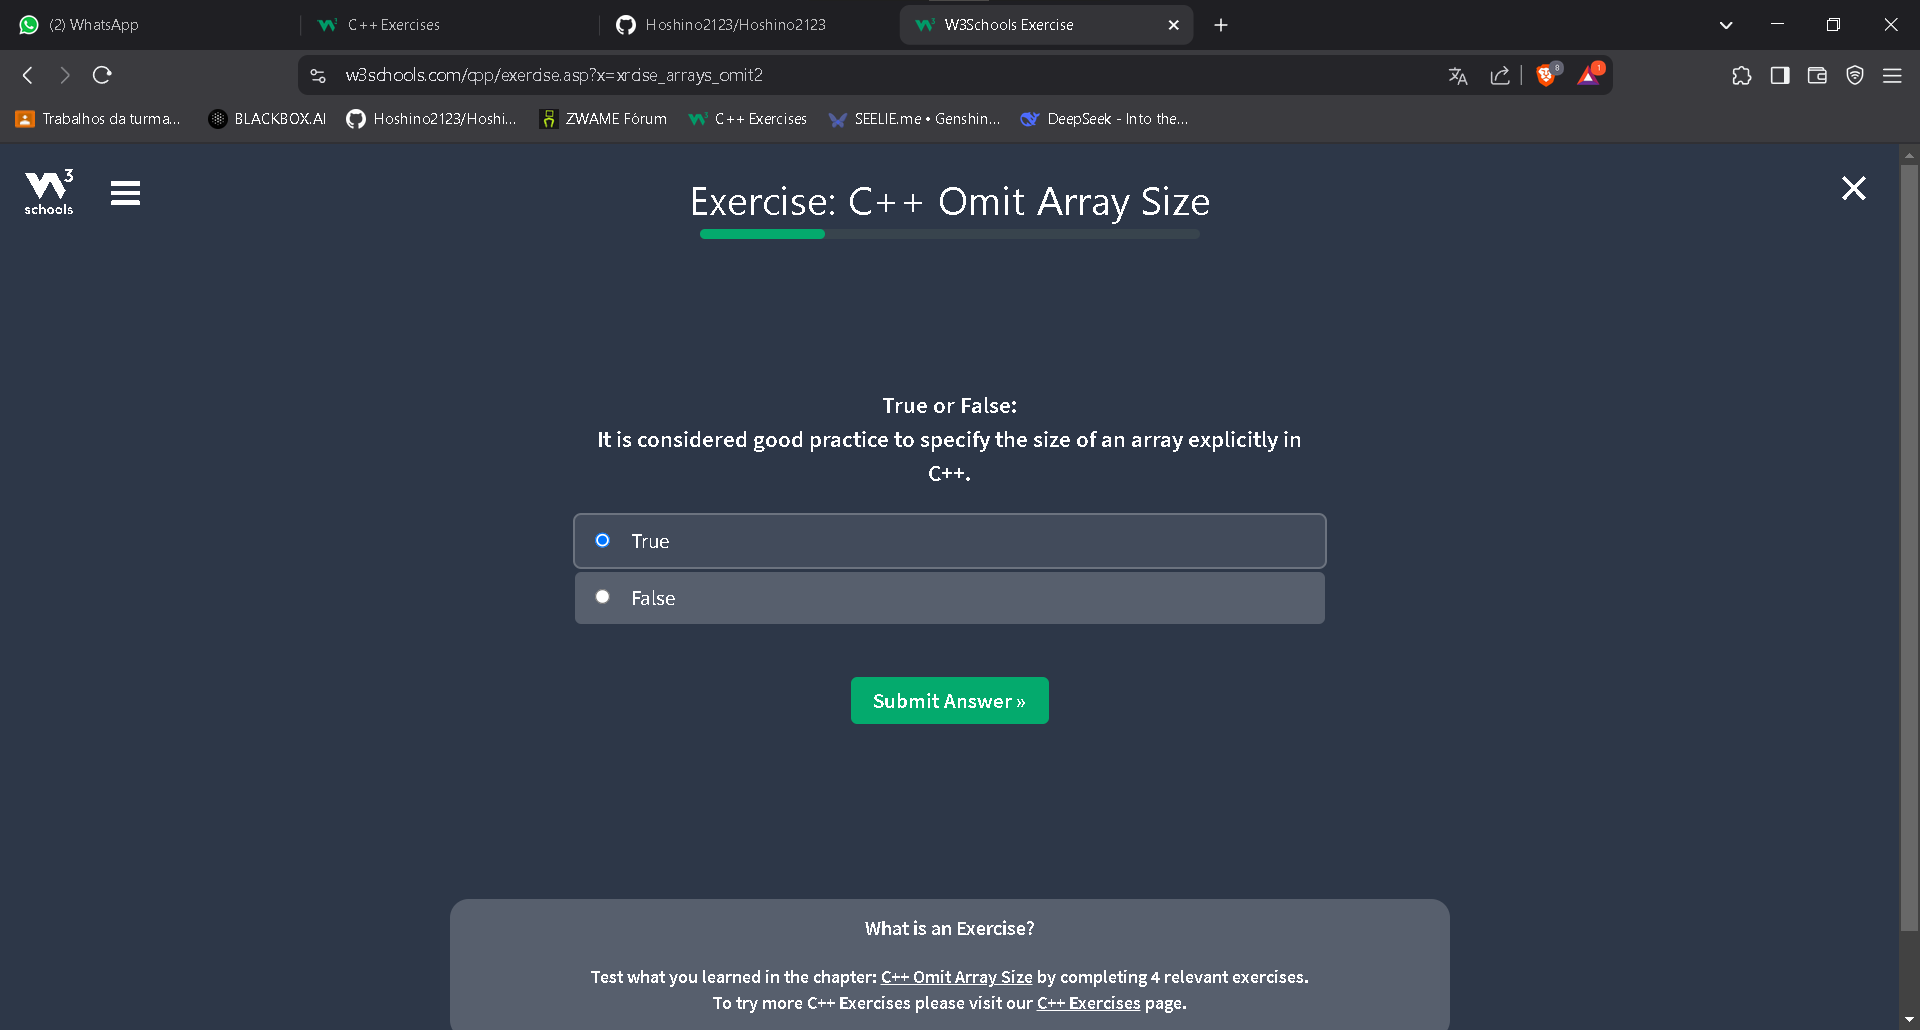 (2) WhatsApp
C++ Exercises
Hoshino2123/Hoshino2123
W3Schools Exercise
w3schools.com/cpp/exercise.asp?x=xrcise_arrays_omit2
8
1
Trabalhos da turma...
BLACKBOX.AI
Hoshino2123/Hoshi...
ZWAME Fórum
C++ Exercises
SEELIE.me • Genshin...
DeepSeek - Into the...
3
schools
Exercise: C++ Omit Array Size
True or False:
It is considered good practice to specify the size of an array explicitly in
C++.
True
False
Submit Answer »
What is an Exercise?
Test what you learned in the chapter: C++ Omit Array Size by completing 4 relevant exercises.
To try more C++ Exercises please visit our C++ Exercises page.